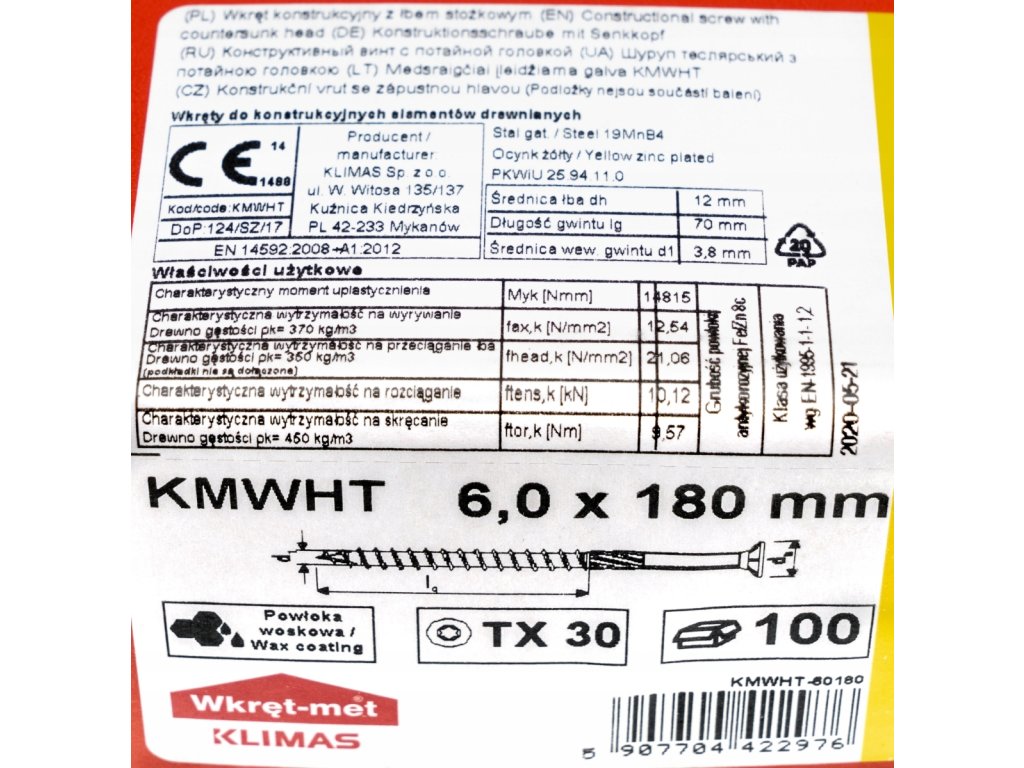 (PL) Wkręt konstrukcyjny z łbem stożkowym (EN) Constructional screw with
countersunk head (DE) Konstruktionsschraube mit Senkkopf
(RU) Конструктивный винт с потайной головкой (UA) Шуруп теслярський з
потайною головкою (LT) Medsraigčiai įleidžiama galva KMWHT
(CZ) Konstrukční vrut se zápustnou hlavou (Podložky nejsou součástí balení)
Wkręty do konstrukcyjnych elementów drewnianych
CE 14
1488
Kod/code: KMWHT
DoP: 124/SZ/17
Producent /
manufacturer:
KLIMAS Sp. z o.o.
ul. W. Witosa 135/137
Kuźnica Kiedrzyńska
PL 42-233 Mykanów
EN 14592:2008+A1:2012
Stal gat. / Steel 19MnB4
Ocynk żółty / Yellow zinc plated
PKWiU 25.94.11.0
Średnica łba dh 12 mm
Długość gwintu lg 70 mm
Średnica wew. gwintu d1 3,8 mm
20
PAP
Właściwości użytkowe
Charakterystyczny moment uplastycznienia Myk [Nmm] 14815
Charakterystyczna wytrzymałość na wyrywanie
Drewno gęstości pk= 370 kg/m3 fax,k [N/mm2] 12,54
Charakterystyczna wytrzymałość na przeciąganie łba
Drewno gęstości pk= 350 kg/m3 fhead,k [N/mm2] 21,06
(podkładki nie są dołączone)
Charakterystyczna wytrzymałość na rozciąganie ftens,k [kN] 10,12
Charakterystyczna wytrzymałość na skręcanie
Drewno gęstości pk= 450 kg/m3 ftor,k [Nm] 9,57
Grubość powłoki
antykorozyjnej Fe/Zn 8c
Klasa użytkowania
wg EN-1995-1-1 - 1,2
2020-05-21
KMWHT 6,0 x 180 mm
lg
Powłoka
woskowa /
Wax coating
TX 30
100
KMWHT-60180
Wkręt-met
KLIMAS
5 907704 422976